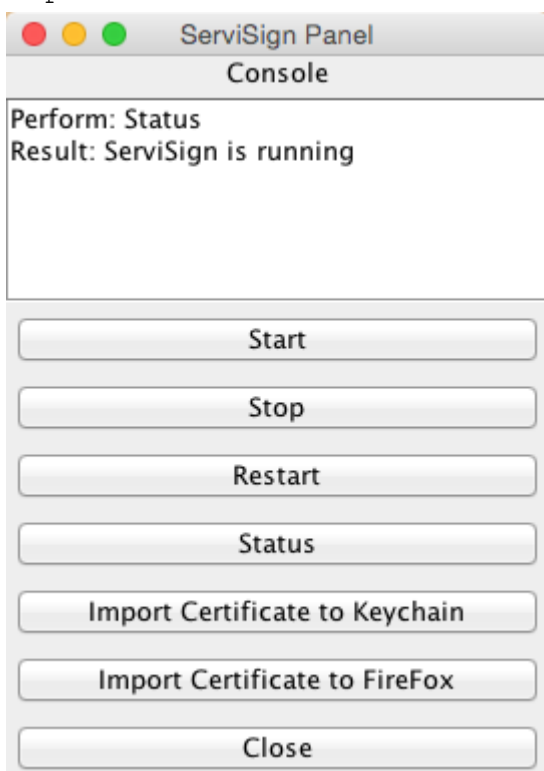 ServiSign Panel
Console
Perform: Status
Result: ServiSign is running
Start
Stop
Restart
Status
Import Certificate to Keychain
Import Certificate to FireFox
Close